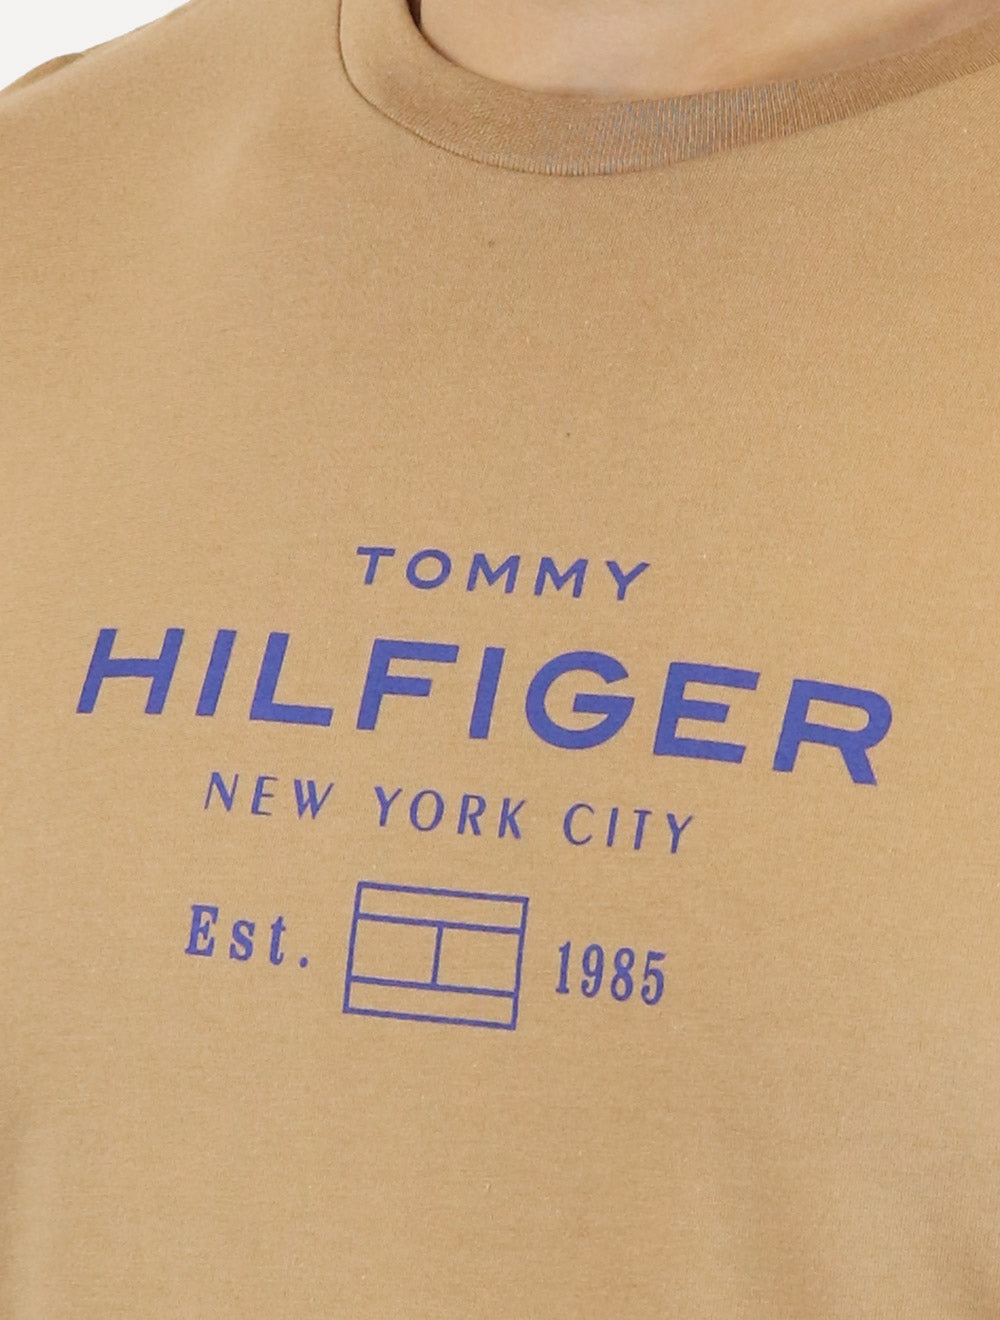 TOMMY
HILFIGER
NEW YORK CITY
Est. 1985